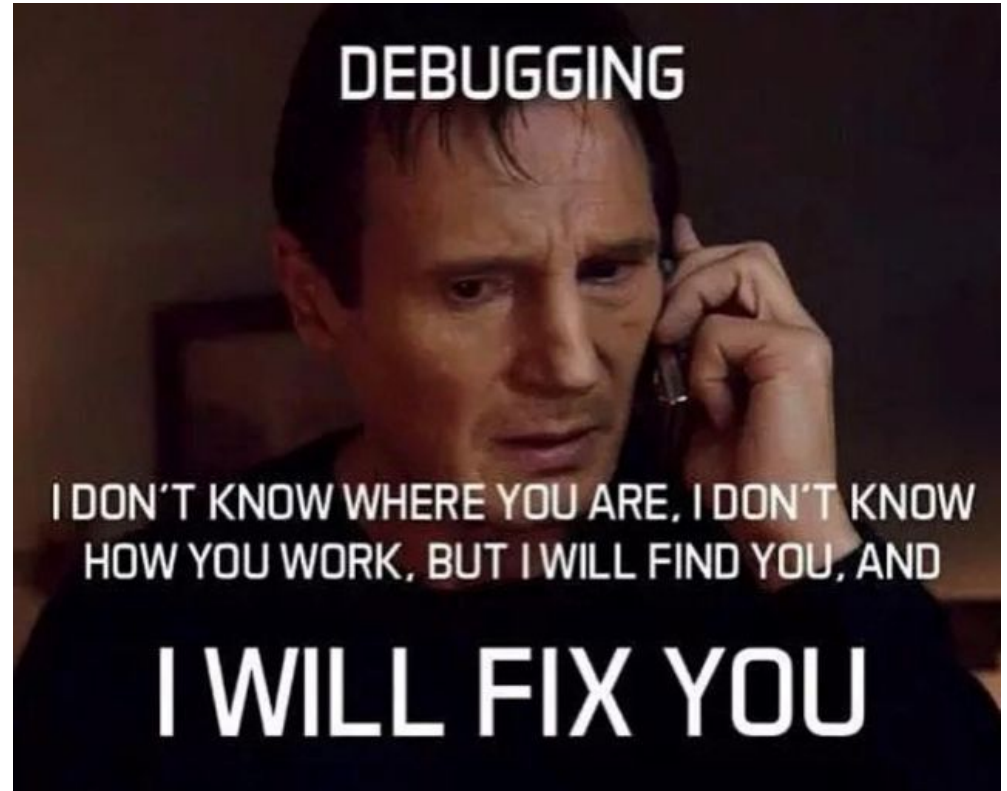 DEBUGGING
I DON'T KNOW WHERE YOU ARE, I DON'T KNOW
HOW YOU WORK, BUT I WILL FIND YOU, AND
I WILL FIX YOU